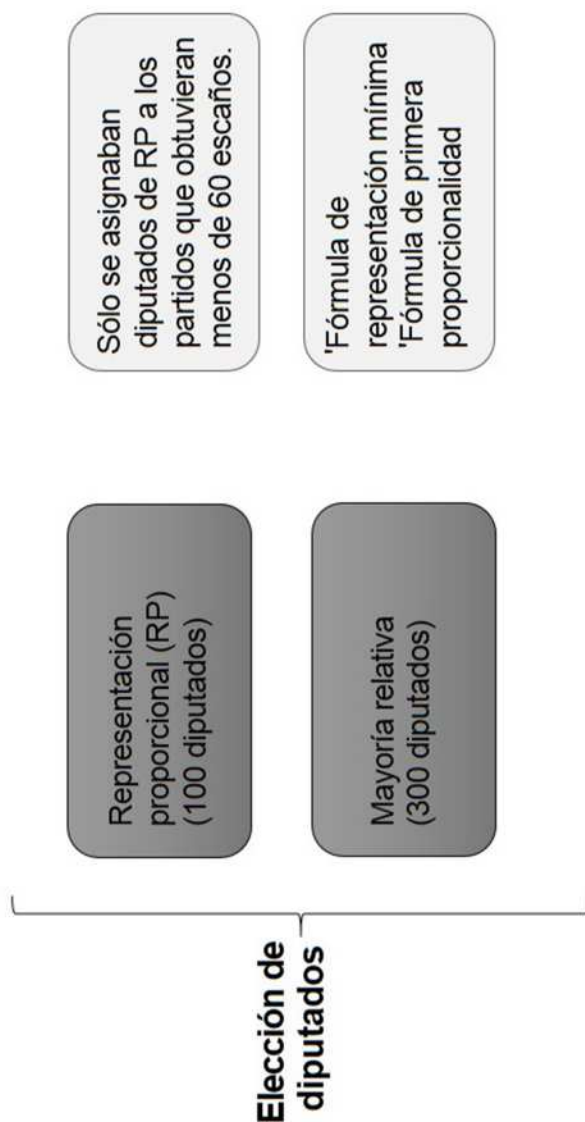 Elección de
diputados
Representación
proporcional (RP)
(100 diputados)
Sólo se asignaban
diputados de RP a los
partidos que obtuvieran
menos de 60 escaños.
Mayoría relativa
(300 diputados)
'Fórmula de
representación mínima
'Fórmula de primera
proporcionalidad